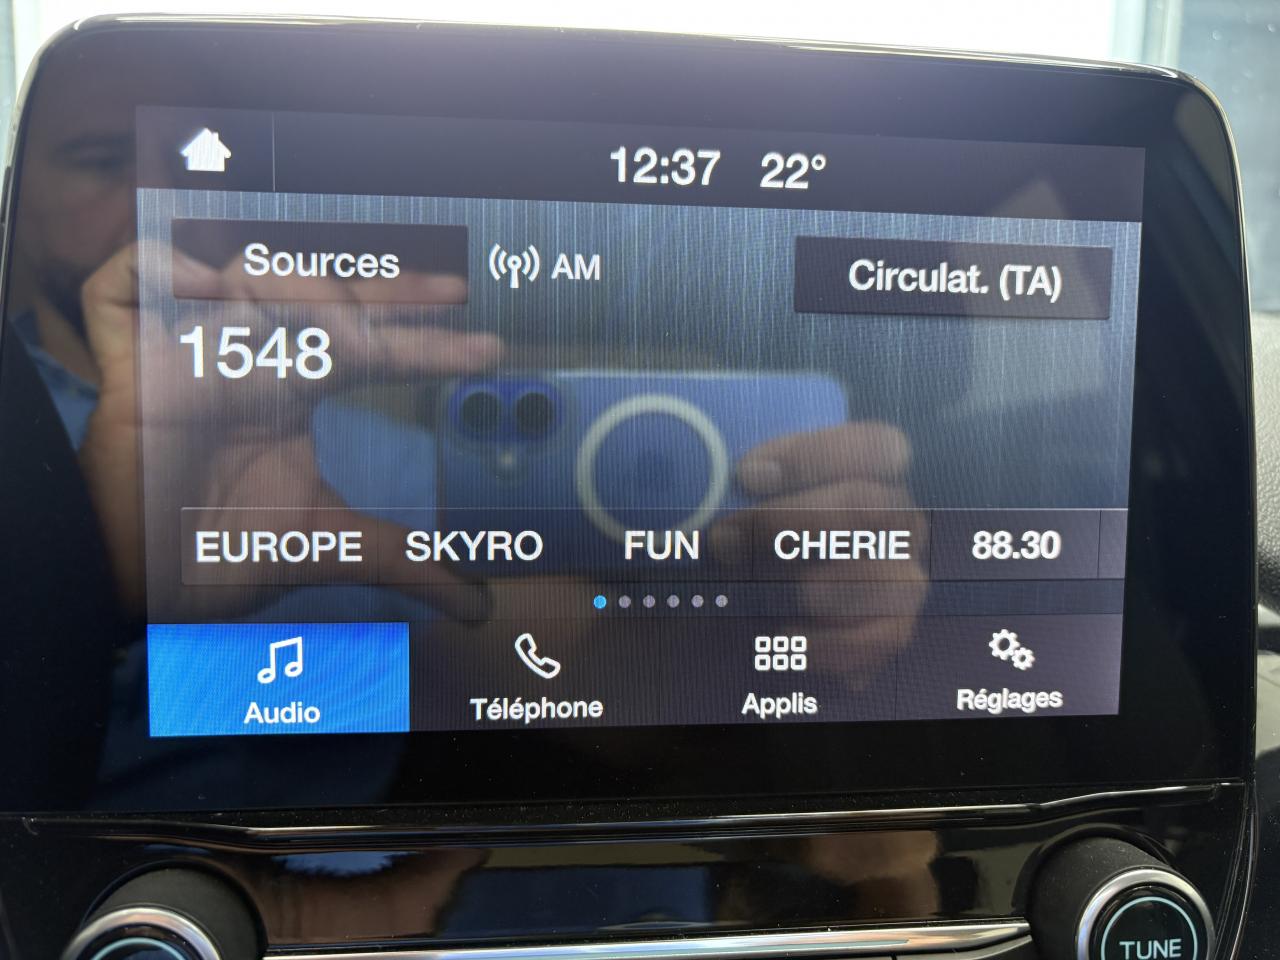 12:37 22°
Sources AM Circulat. (TA)
1548
EUROPE SKYRO FUN CHERIE 88.30
Audio Téléphone Applis Réglages
TUNE